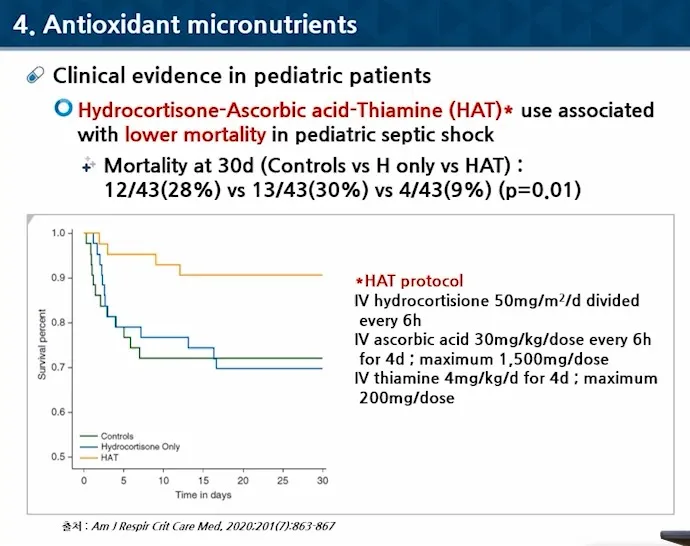 4. Antioxidant micronutrients
Clinical evidence in pediatric patients
Hydrocortisone-Ascorbic acid-Thiamine (HAT)* use associated
with lower mortality in pediatric septic shock
Mortality at 30d (Controls vs H only vs HAT) :
12/43(28%) vs 13/43(30%) vs 4/43(9%) (p=0.01)
1.0
0.9
0.8
0.7
0.6
0.5
Survival percent
Controls
Hydrocortisone Only
HAT
0 5 10 15 20 25 30
Time in days
*HAT protocol
IV hydrocortisione 50mg/m²/d divided
every 6h
IV ascorbic acid 30mg/kg/dose every 6h
for 4d ; maximum 1,500mg/dose
IV thiamine 4mg/kg/d for 4d ; maximum
200mg/dose
출처 : Am J Respir Crit Care Med. 2020:201(7):863-867